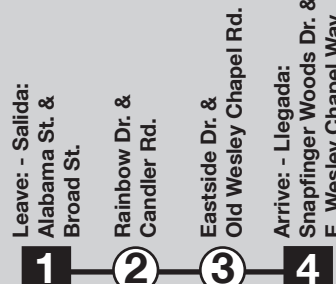 Leave: - Salida:
Alabama St. &
Broad St.
Rainbow Dr. &
Candler Rd.
Eastside Dr. &
Old Wesley Chapel Rd.
Arrive: - Llegada:
Snapfinger Woods Dr. &
E. Wesley Chapel Way
1
2
3
4